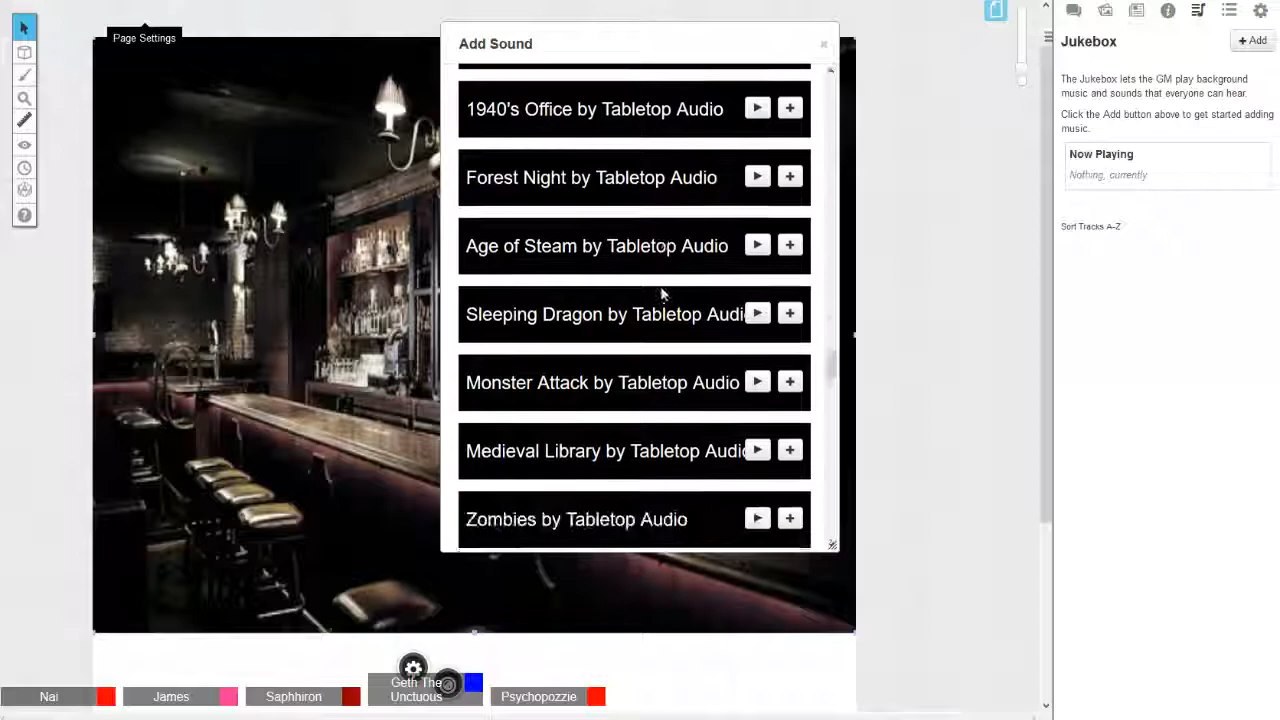 Page Settings
Add Sound
1940's Office by Tabletop Audio
Forest Night by Tabletop Audio
Age of Steam by Tabletop Audio
Sleeping Dragon by Tabletop Audi
Monster Attack by Tabletop Audio
Medieval Library by Tabletop Audio
Zombies by Tabletop Audio
Jukebox
+ Add
The Jukebox lets the GM play background
music and sounds that everyone can hear.
Click the Add button above to get started adding
music.
Now Playing
Nothing, currently
Sort Tracks A-Z
Nai
James
Saphhiron
Geth The
Unctuous
Psychopozzie